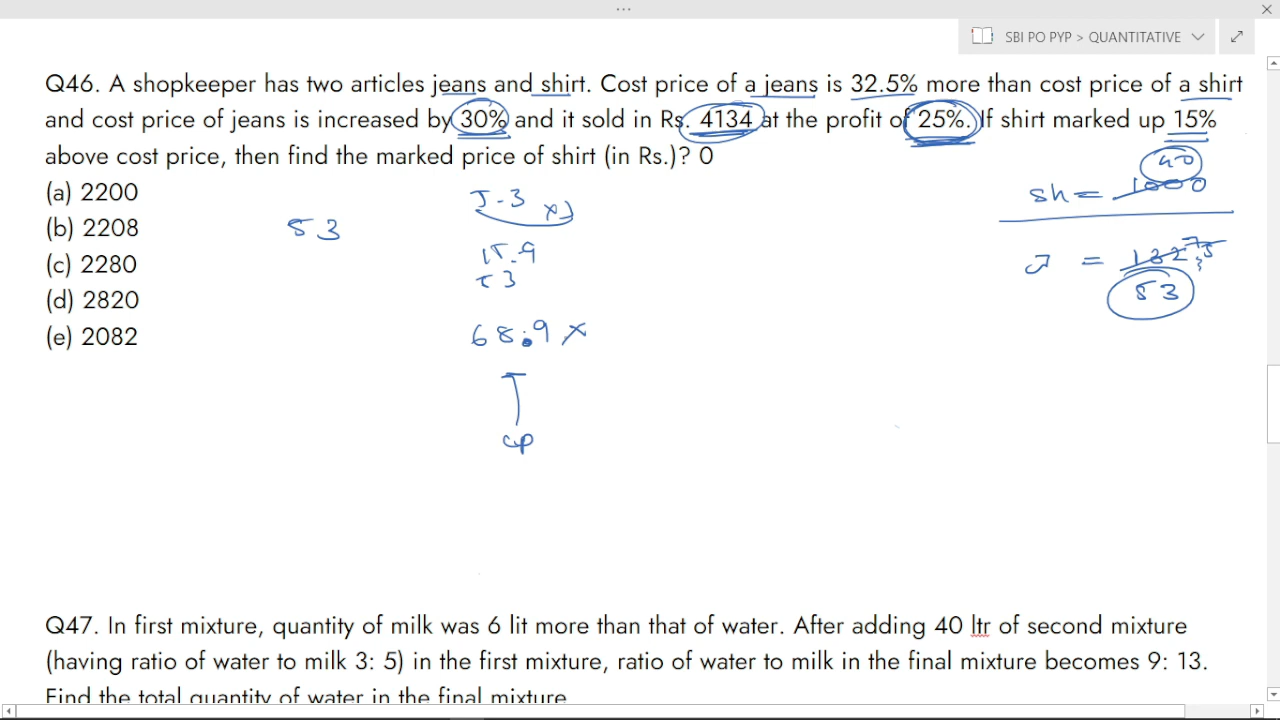 SBI PO PYP > QUANTITATIVE
Q46. A shopkeeper has two articles jeans and shirt. Cost price of a jeans is 32.5% more than cost price of a shirt
and cost price of jeans is increased by 30% and it sold in Rs. 4134 at the profit of 25%. If shirt marked up 15%
above cost price, then find the marked price of shirt (in Rs.)? 0
(a) 2200
(b) 2208
(c) 2280
(d) 2820
(e) 2082
53
5.3 x3
15.9
53
68.9 x
cp
40
sh = 1000
J =
53
Q47. In first mixture, quantity of milk was 6 lit more than that of water. After adding 40 ltr of second mixture
(having ratio of water to milk 3: 5) in the first mixture, ratio of water to milk in the final mixture becomes 9: 13.
Find the total quantity of water in the final mixture